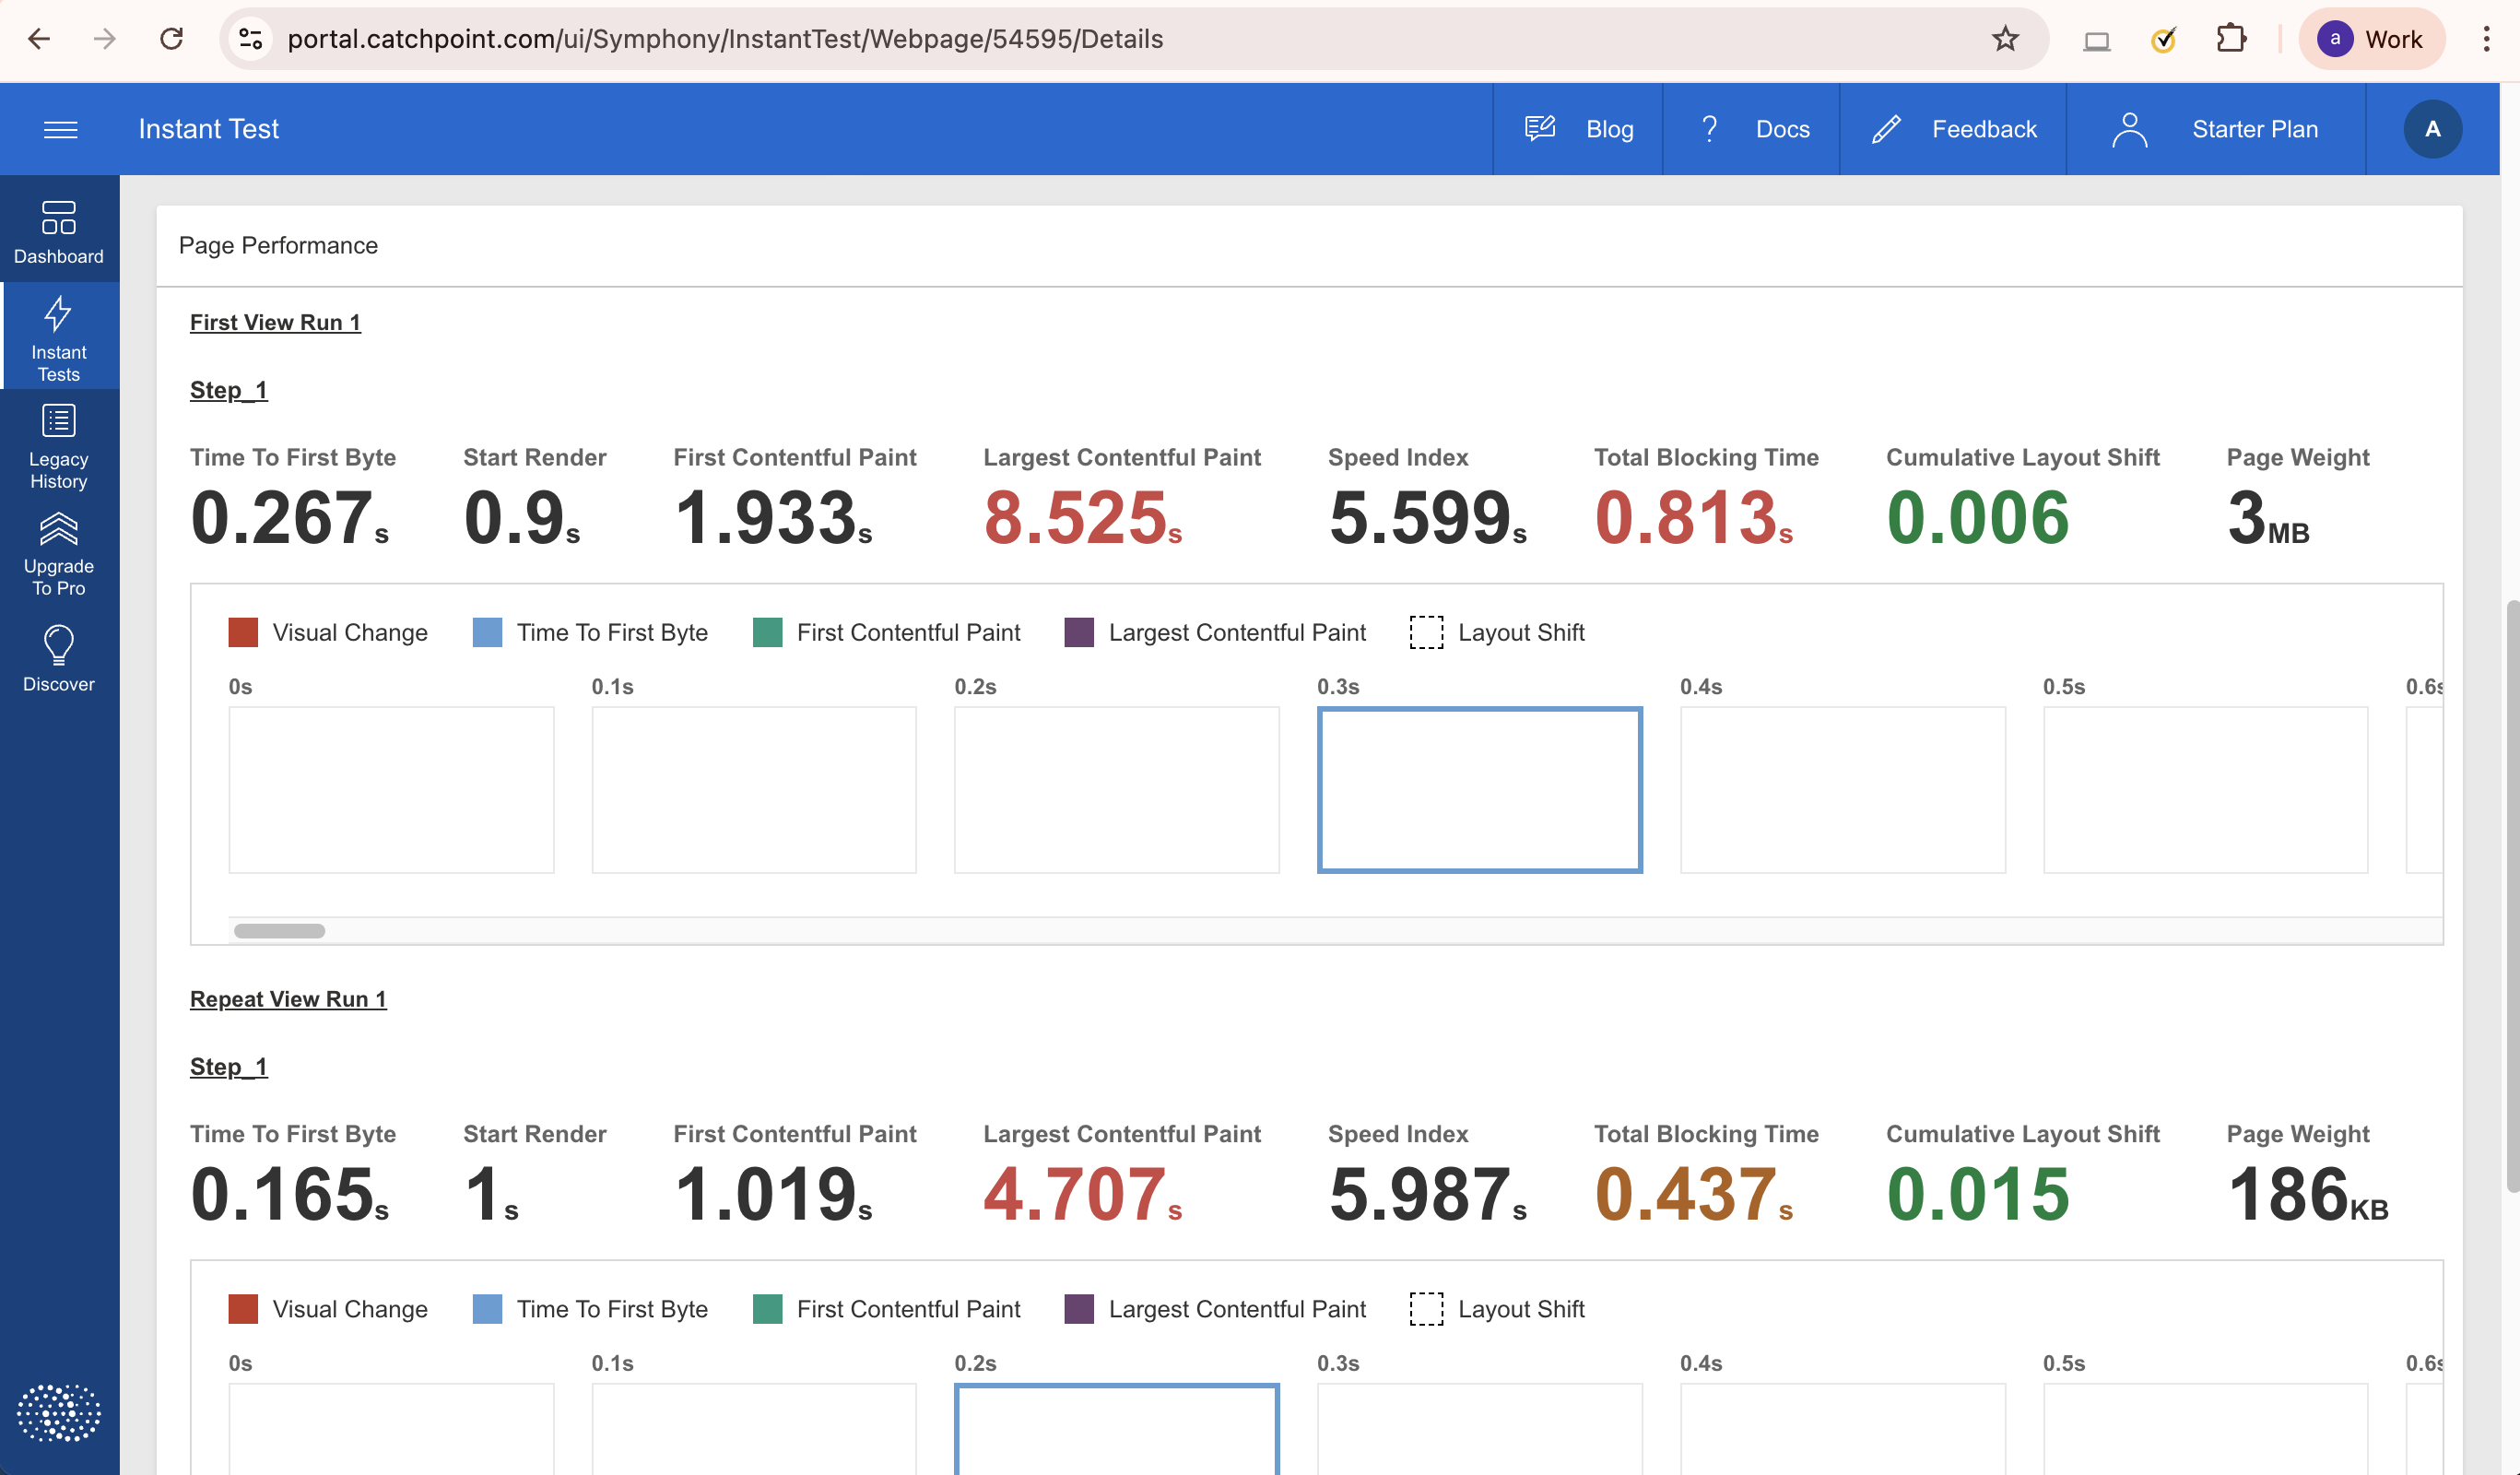 portal.catchpoint.com/ui/Symphony/InstantTest/Webpage/54595/Details
a Work
Instant Test
Blog
? Docs
Feedback
Starter Plan
A
Dashboard
Instant
Tests
Legacy
History
Upgrade
To Pro
Discover
Page Performance
First View Run 1
Step_1
Time To First Byte Start Render First Contentful Paint Largest Contentful Paint Speed Index Total Blocking Time Cumulative Layout Shift Page Weight
0.267s 0.9s 1.933s 8.525s 5.599s 0.813s 0.006 3MB
Visual Change Time To First Byte First Contentful Paint Largest Contentful Paint Layout Shift
0s 0.1s 0.2s 0.3s 0.4s 0.5s 0.6s
Repeat View Run 1
Step_1
Time To First Byte Start Render First Contentful Paint Largest Contentful Paint Speed Index Total Blocking Time Cumulative Layout Shift Page Weight
0.165s 1s 1.019s 4.707s 5.987s 0.437s 0.015 186KB
Visual Change Time To First Byte First Contentful Paint Largest Contentful Paint Layout Shift
0s 0.1s 0.2s 0.3s 0.4s 0.5s 0.6s